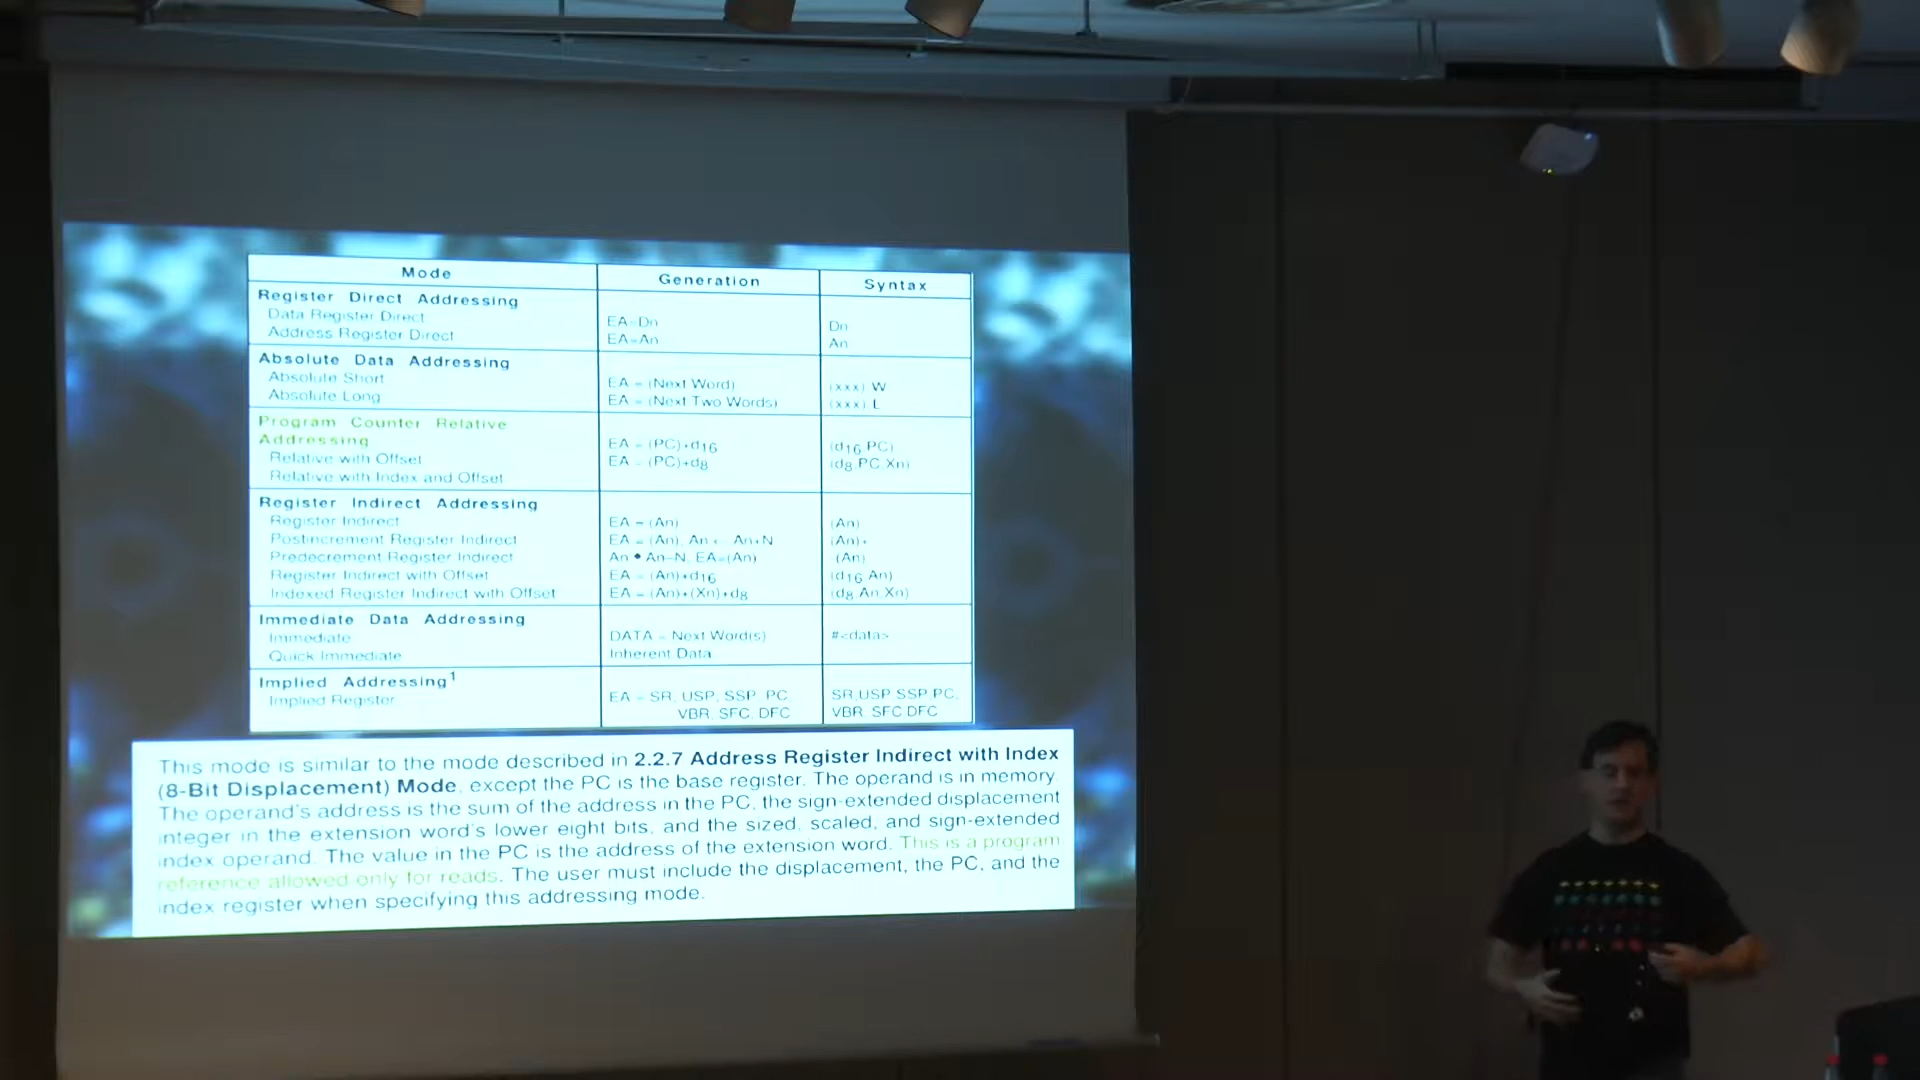 Mode Generation Syntax
Register Direct Addressing
Data Register Direct EA=Dn Dn
Address Register Direct EA=An An
Absolute Data Addressing
Absolute Short EA = (Next Word) (xxx) W
Absolute Long EA = (Next Two Words) (xxx) L
Program Counter Relative
Addressing
Relative with Offset EA = (PC)+d16 (d16,PC)
Relative with Index and Offset EA = (PC)+d8 (d8,PC,Xn)
Register Indirect Addressing
Register Indirect EA = (An) (An)
Postincrement Register Indirect EA = (An), An ← An+N (An)+
Predecrement Register Indirect An • An–N, EA=(An) -(An)
Register Indirect with Offset EA = (An)+d16 (d16,An)
Indexed Register Indirect with Offset EA = (An)+(Xn)+d8 (d8,An,Xn)
Immediate Data Addressing
Immediate DATA = Next Word(s) #<data>
Quick Immediate Inherent Data
Implied Addressing1
Implied Register EA = SR, USP, SSP, PC, SR,USP,SSP,PC,
VBR, SFC, DFC VBR, SFC,DFC
This mode is similar to the mode described in 2.2.7 Address Register Indirect with Index
(8-Bit Displacement) Mode, except the PC is the base register. The operand is in memory.
The operand's address is the sum of the address in the PC, the sign-extended displacement
integer in the extension word's lower eight bits, and the sized, scaled, and sign-extended
index operand. The value in the PC is the address of the extension word. This is a program
reference allowed only for reads. The user must include the displacement, the PC, and the
index register when specifying this addressing mode.